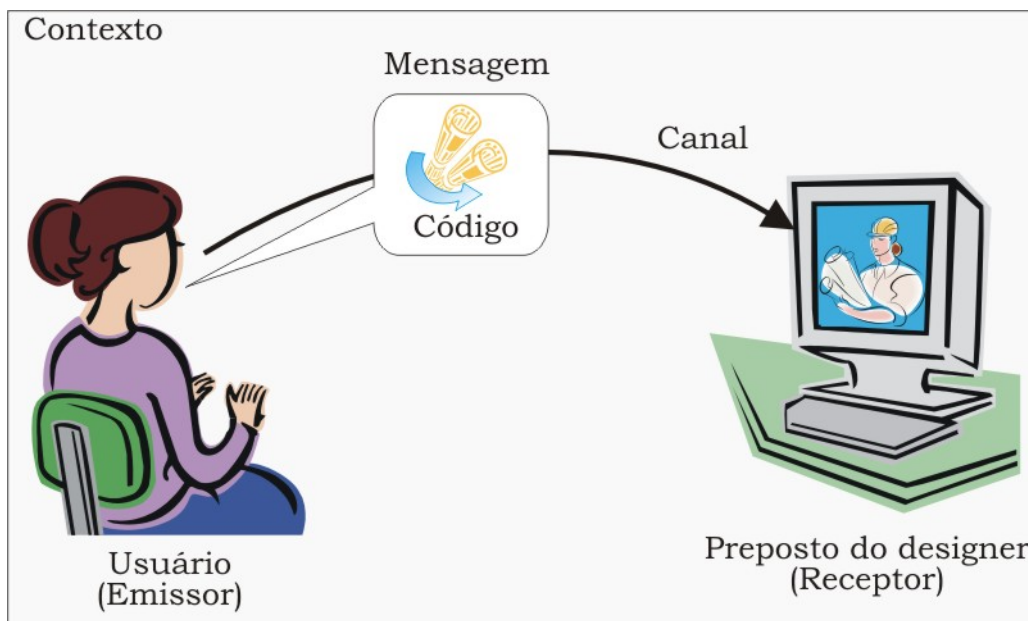 Contexto
Mensagem
Código
Canal
Usuário
(Emissor)
Preposto do designer
(Receptor)